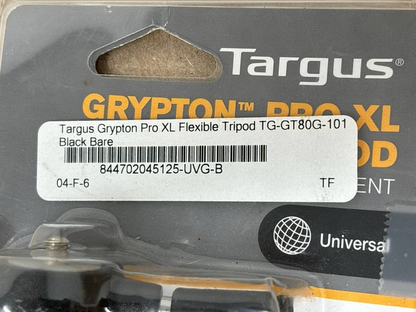 Targus®
GRYPTON™ PRO XL
Targus Grypton Pro XL Flexible Tripod TG-GT80G-101
Black Bare
844702045125-UVG-B
04-F-6 TF
Universal